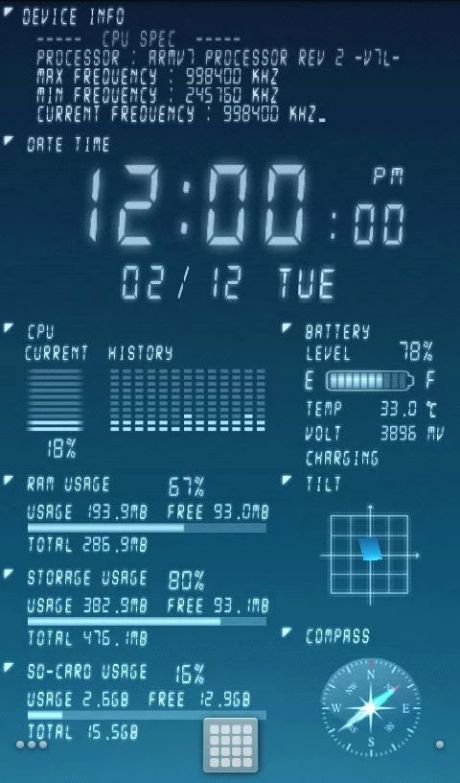 DEVICE INFO
----- CPU SPEC -----
PROCESSOR : ARMV7 PROCESSOR REV 2 -V7L-
MAX FREQUENCY : 998400 KHZ
MIN FREQUENCY : 245760 KHZ
CURRENT FREQUENCY : 998400 KHZ_
DATE TIME
12:00:00 PM
02/12 TUE
CPU
CURRENT HISTORY
18%
BATTERY
LEVEL 78%
E F
TEMP 33.0 ℃
VOLT 3896 MV
CHARGING
RAM USAGE 67%
USAGE 193.9MB FREE 93.0MB
TOTAL 286.9MB
TILT
STORAGE USAGE 80%
USAGE 382.9MB FREE 93.1MB
TOTAL 476.1MB
COMPASS
N
NW NE
W E
S
SD-CARD USAGE 16%
USAGE 2.6GB FREE 12.9GB
TOTAL 15.5GB